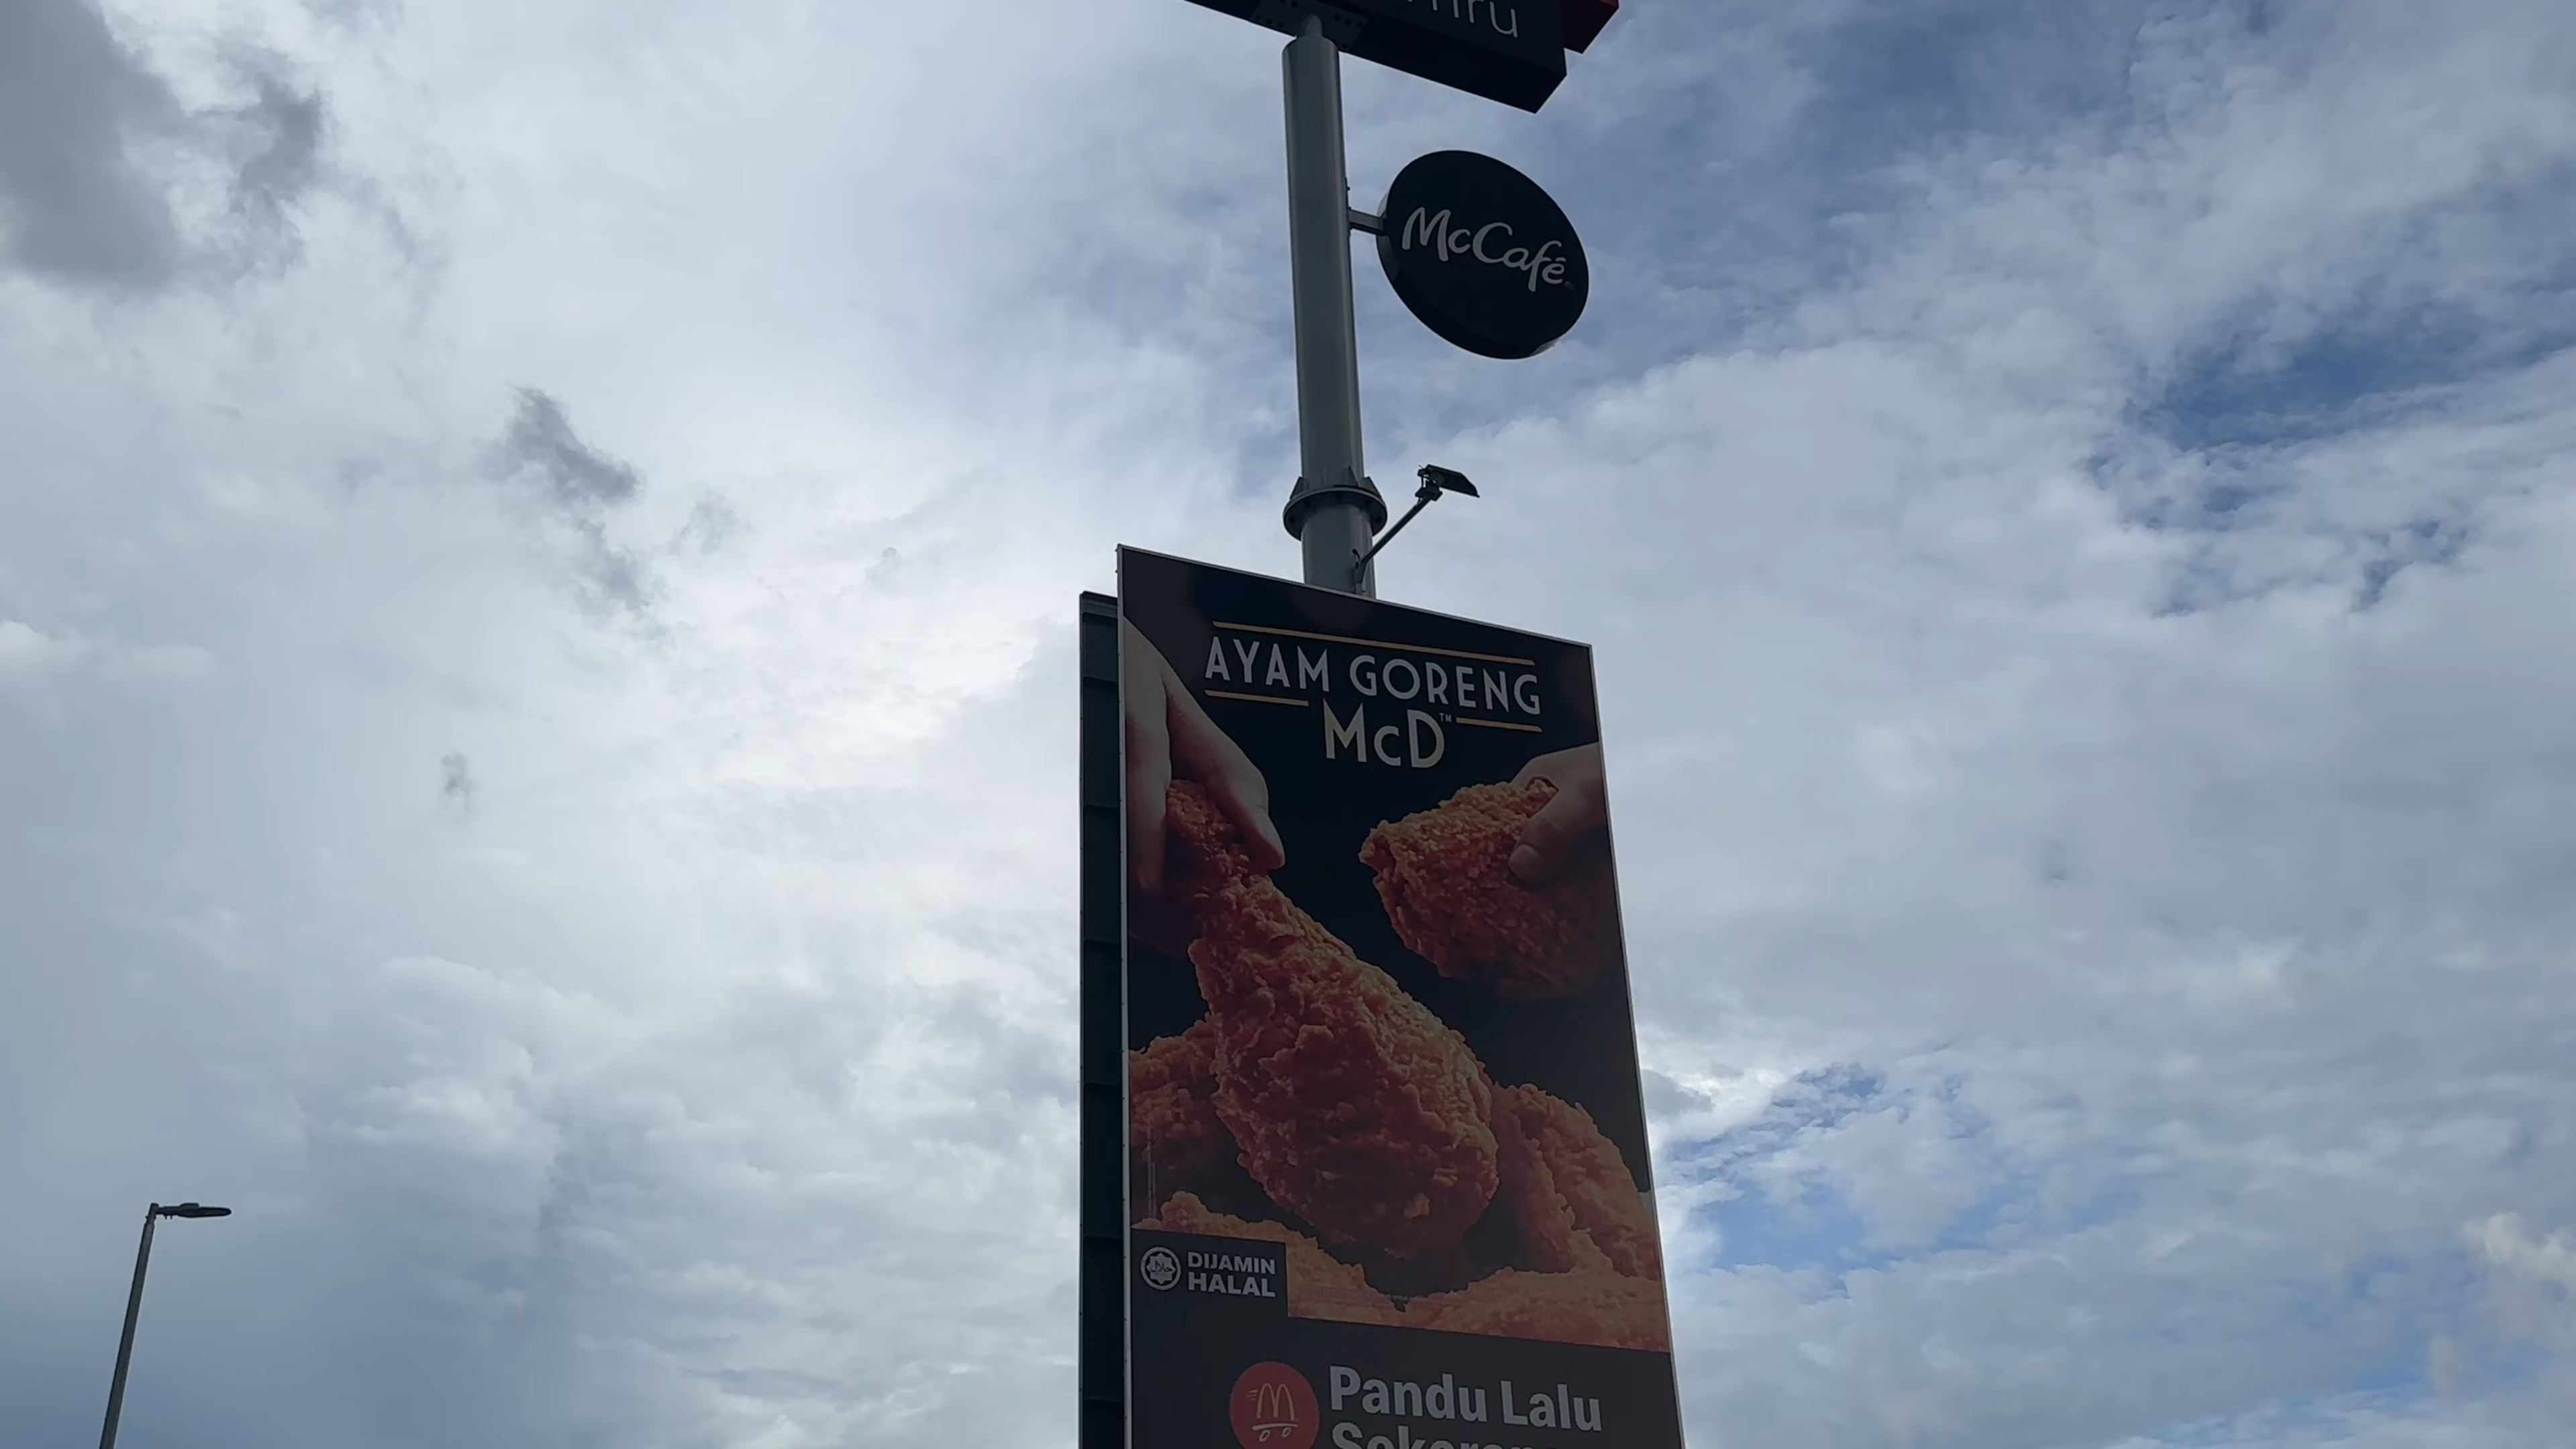 McCafé
AYAM GORENG
McD™
DIJAMIN
HALAL
Pandu Lalu